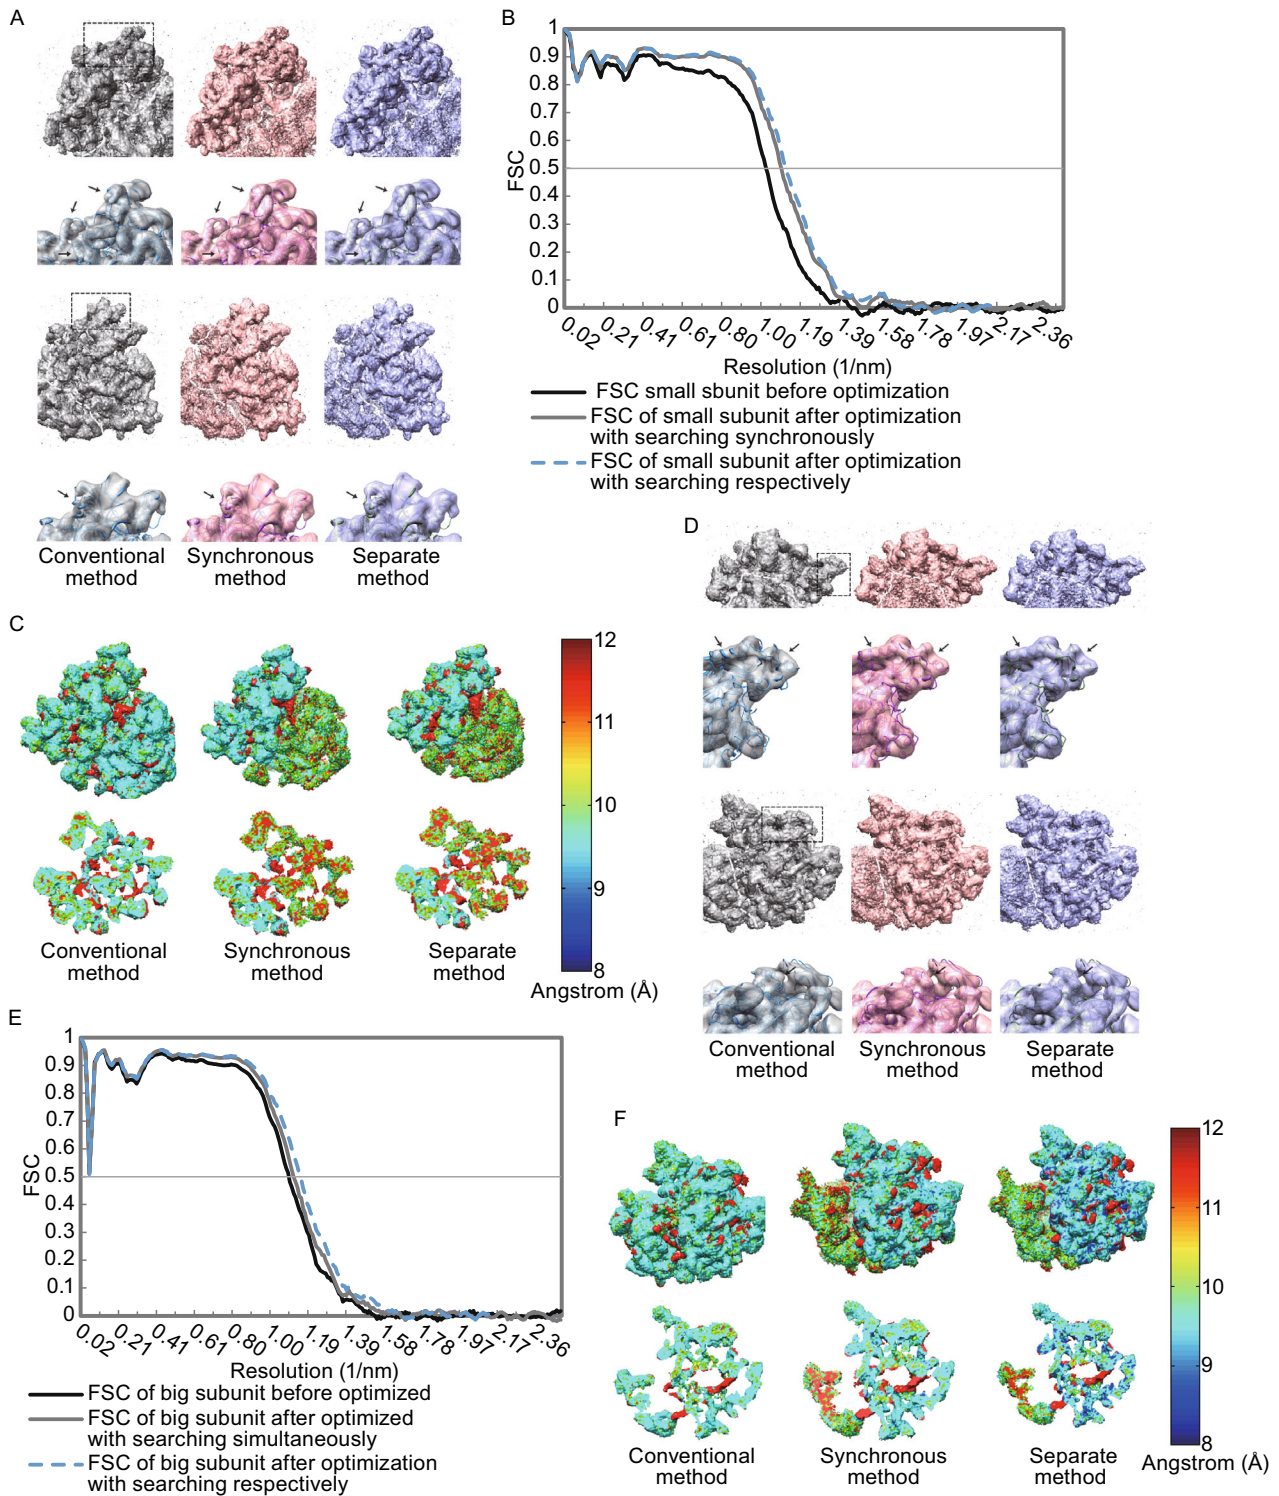 A
Conventional
method
Synchronous
method
Separate
method
B
1
0.9
0.8
0.7
0.6
0.5
0.4
0.3
0.2
0.1
0
FSC
0.02
0.21
0.41
0.61
0.80
1.00
1.19
1.39
1.58
1.78
1.97
2.17
2.36
Resolution (1/nm)
FSC small sbunit before optimization
FSC of small subunit after optimization
with searching synchronously
FSC of small subunit after optimization
with searching respectively
C
Conventional
method
Synchronous
method
Separate
method
12
11
10
9
8
Angstrom (Å)
D
Conventional
method
Synchronous
method
Separate
method
E
1
0.9
0.8
0.7
0.6
0.5
0.4
0.3
0.2
0.1
0
FSC
0.02
0.21
0.41
0.61
0.80
1.00
1.19
1.39
1.58
1.78
1.97
2.17
2.36
Resolution (1/nm)
FSC of big subunit before optimized
FSC of big subunit after optimized
with searching simultaneously
FSC of big subunit after optimization
with searching respectively
F
Conventional
method
Synchronous
method
Separate
method
12
11
10
9
8
Angstrom (Å)